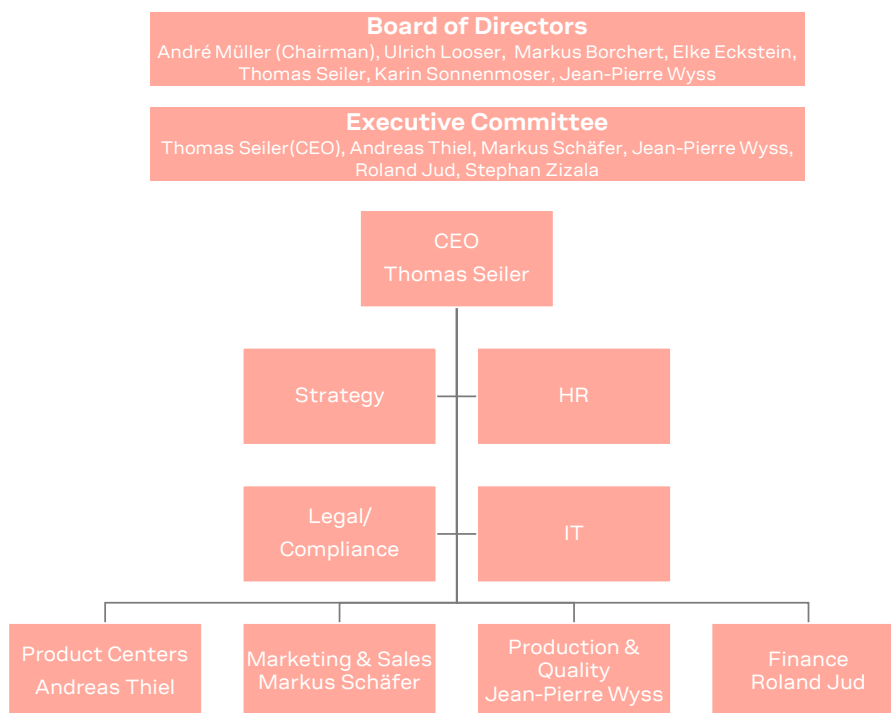 Board of Directors
André Müller (Chairman), Ulrich Looser, Markus Borchert, Elke Eckstein,
Thomas Seiler, Karin Sonnenmoser, Jean-Pierre Wyss
Executive Committee
Thomas Seiler(CEO), Andreas Thiel, Markus Schäfer, Jean-Pierre Wyss,
Roland Jud, Stephan Zizala
CEO
Thomas Seiler
Strategy
HR
Legal/
Compliance
IT
Product Centers
Andreas Thiel
Marketing & Sales
Markus Schäfer
Production &
Quality
Jean-Pierre Wyss
Finance
Roland Jud